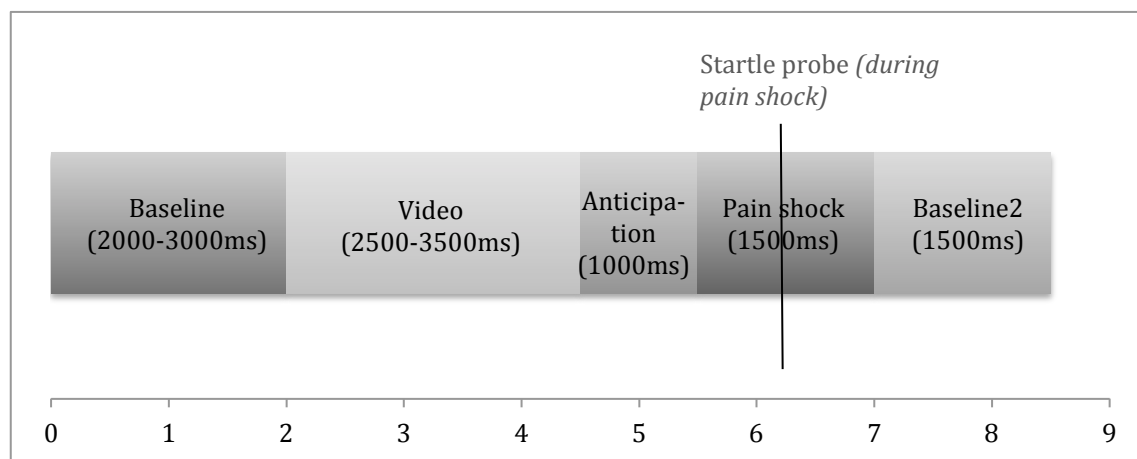 Startle probe (during
pain shock)
Baseline
(2000-3000ms)
Video
(2500-3500ms)
Anticipa-
tion
(1000ms)
Pain shock
(1500ms)
Baseline2
(1500ms)
0 1 2 3 4 5 6 7 8 9